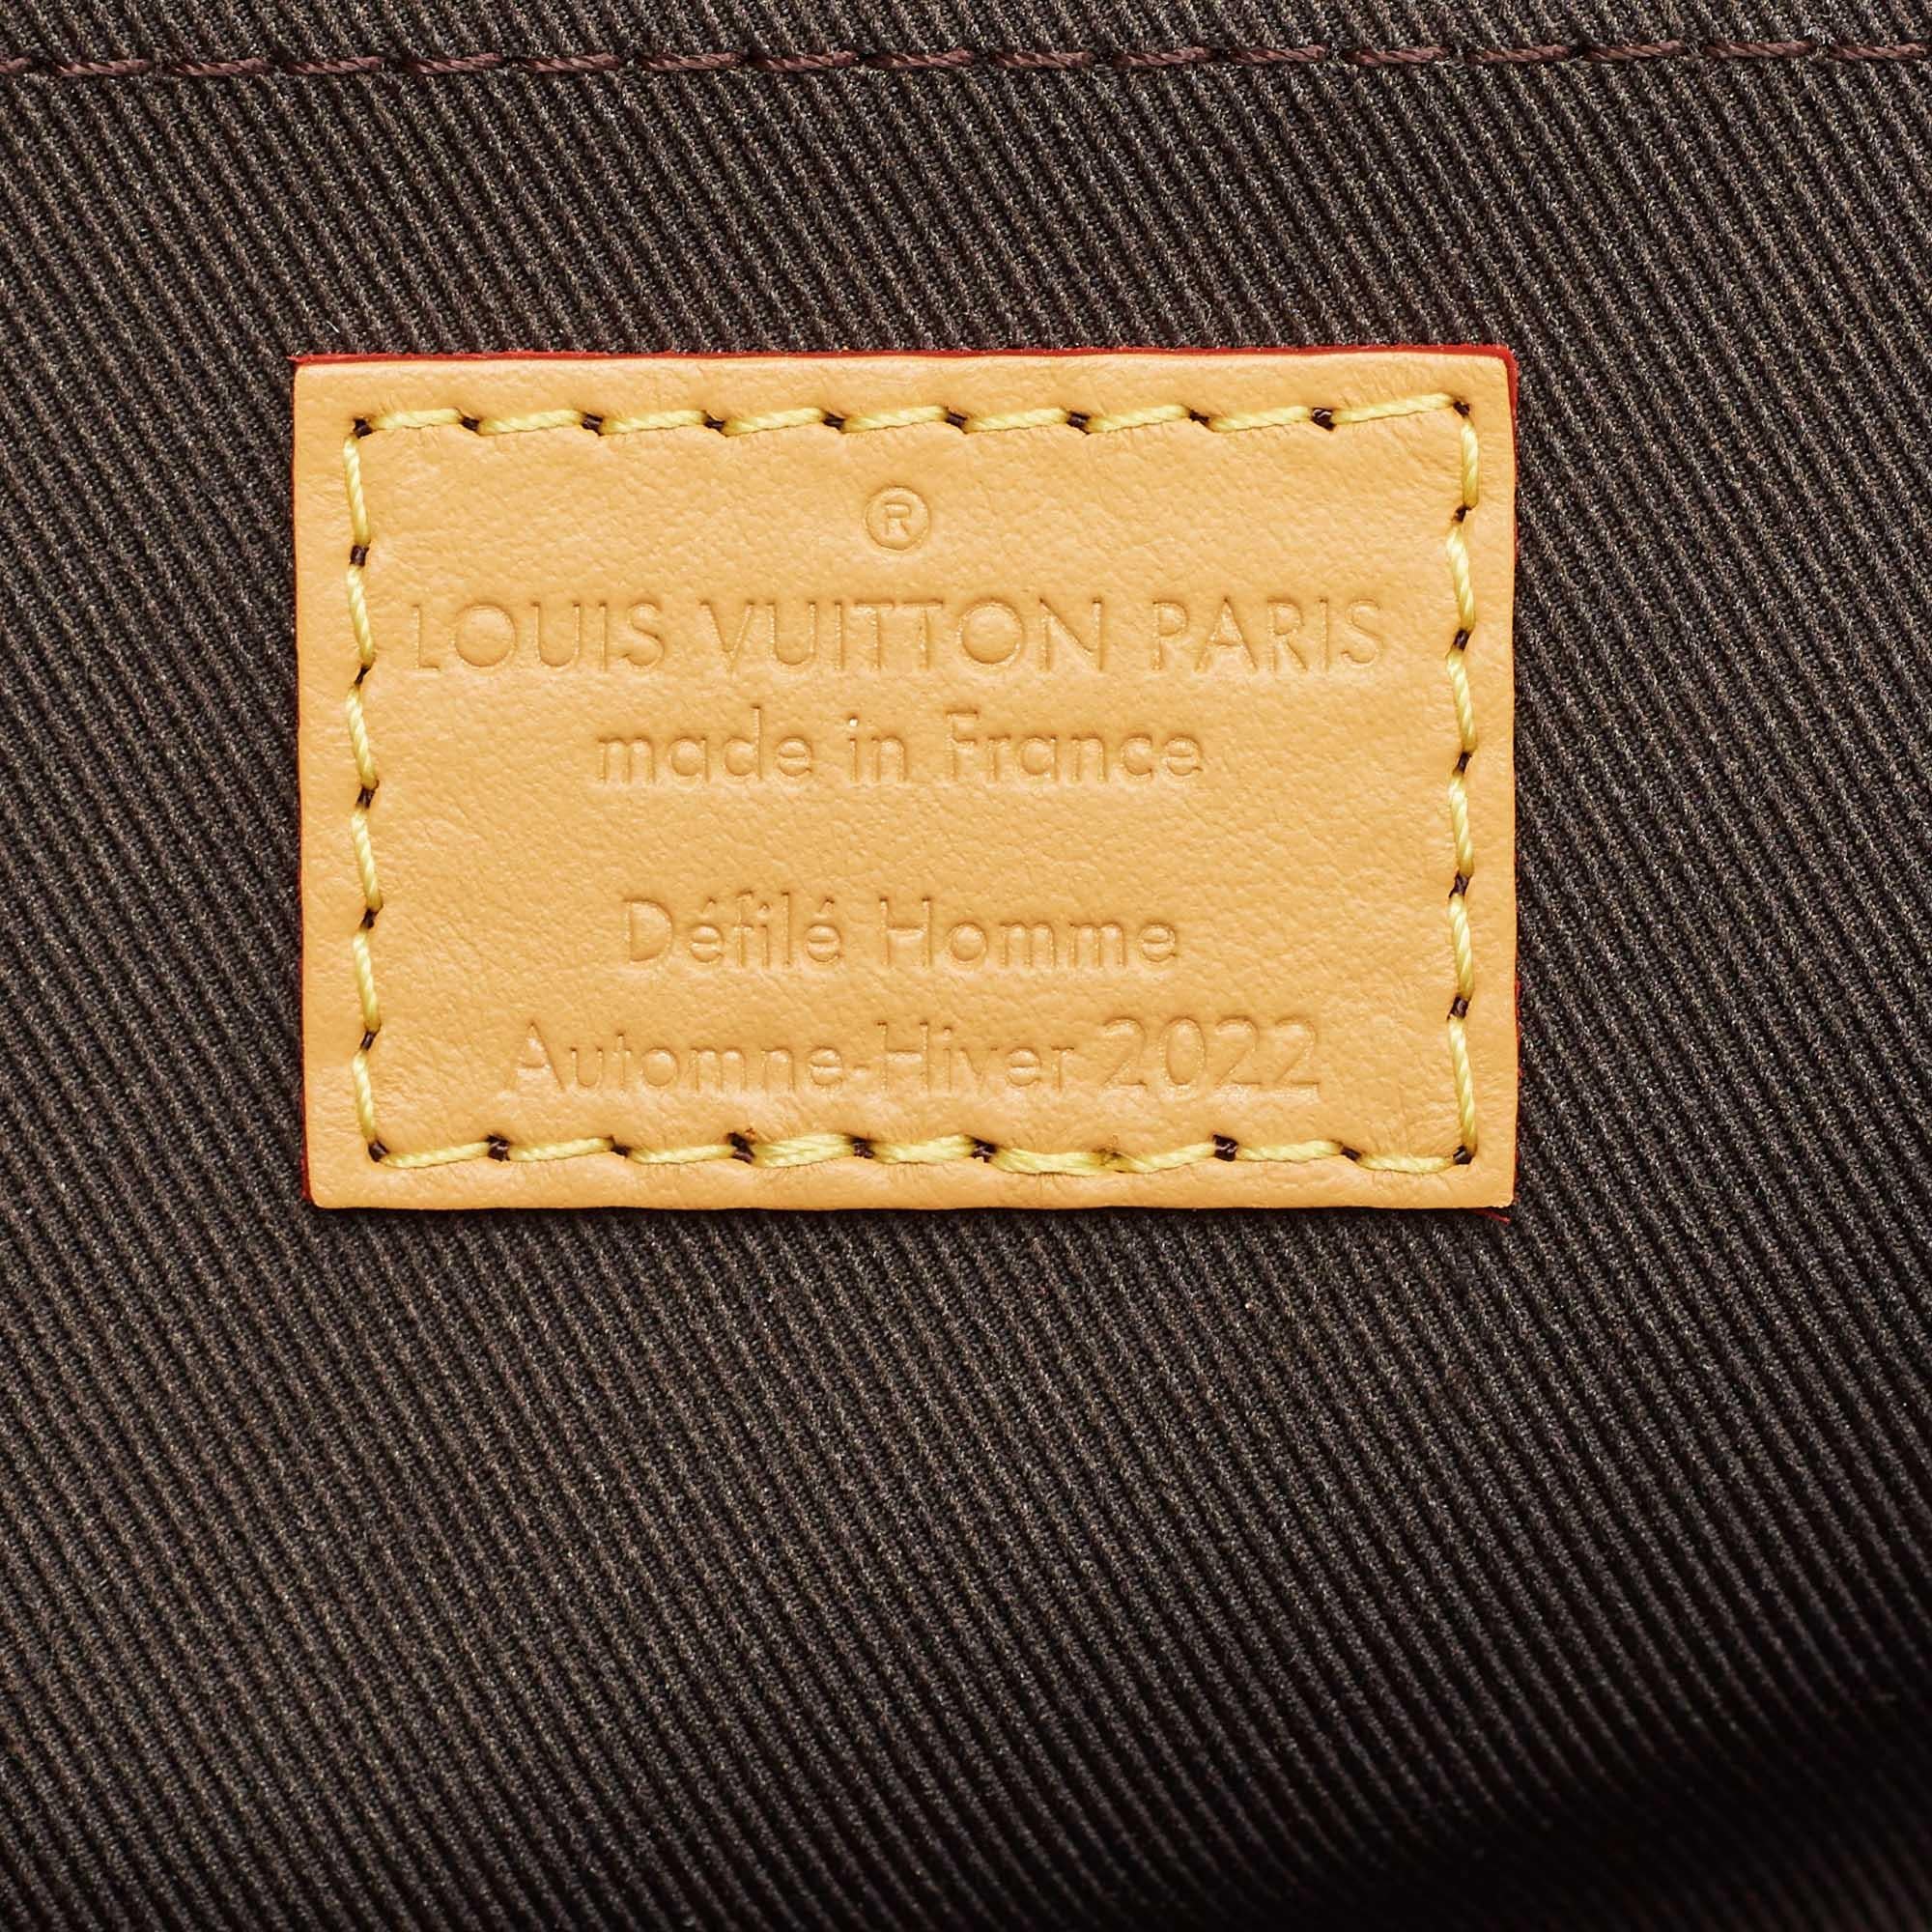 ®
LOUIS VUITTON PARIS
made in France
Défilé Homme
Automne-Hiver 2022